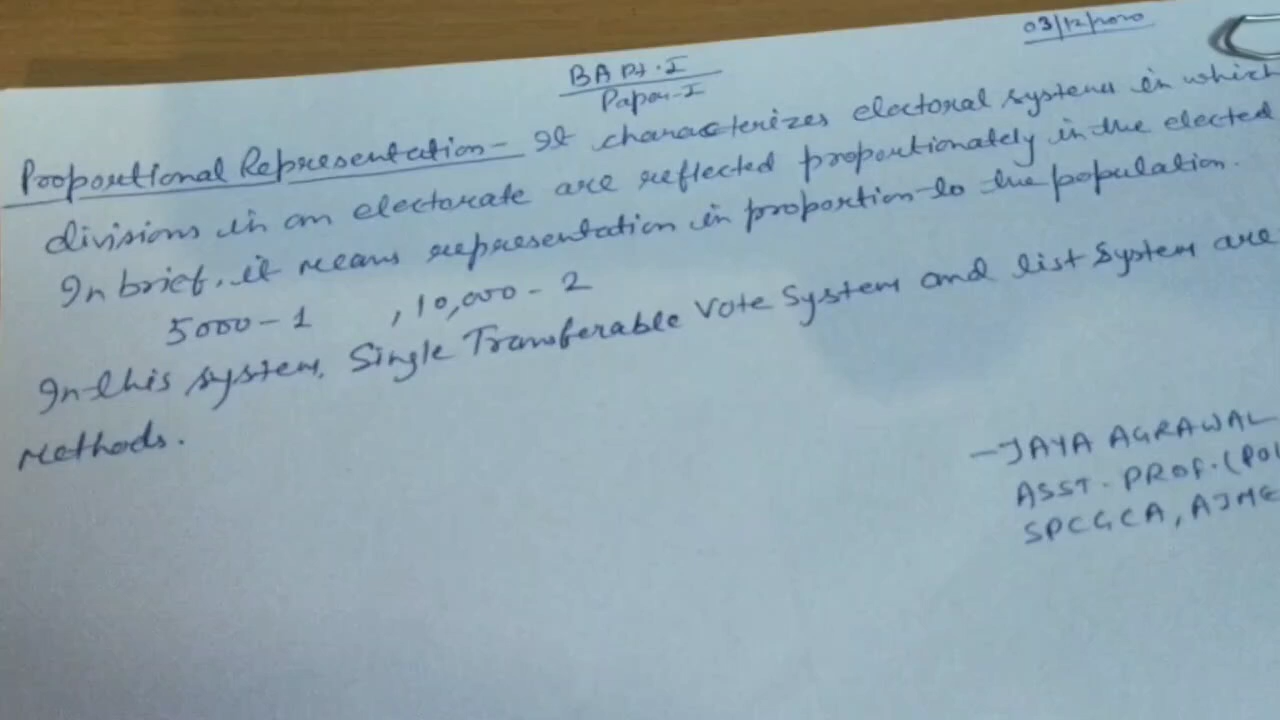 03/12/2020
BA Pt. I
Paper-I
Proportional Representation - It characterizes electoral systems in which
divisions in an electorate are reflected proportionately in the elected
In brief, it means representation in proportion to the population.
5000-1 , 10,000 - 2
In this system, Single Transferable Vote System and list System are
Methods.
- JAYA AGRAWAL
ASST. PROF. (POL
SPCGCA, AJME